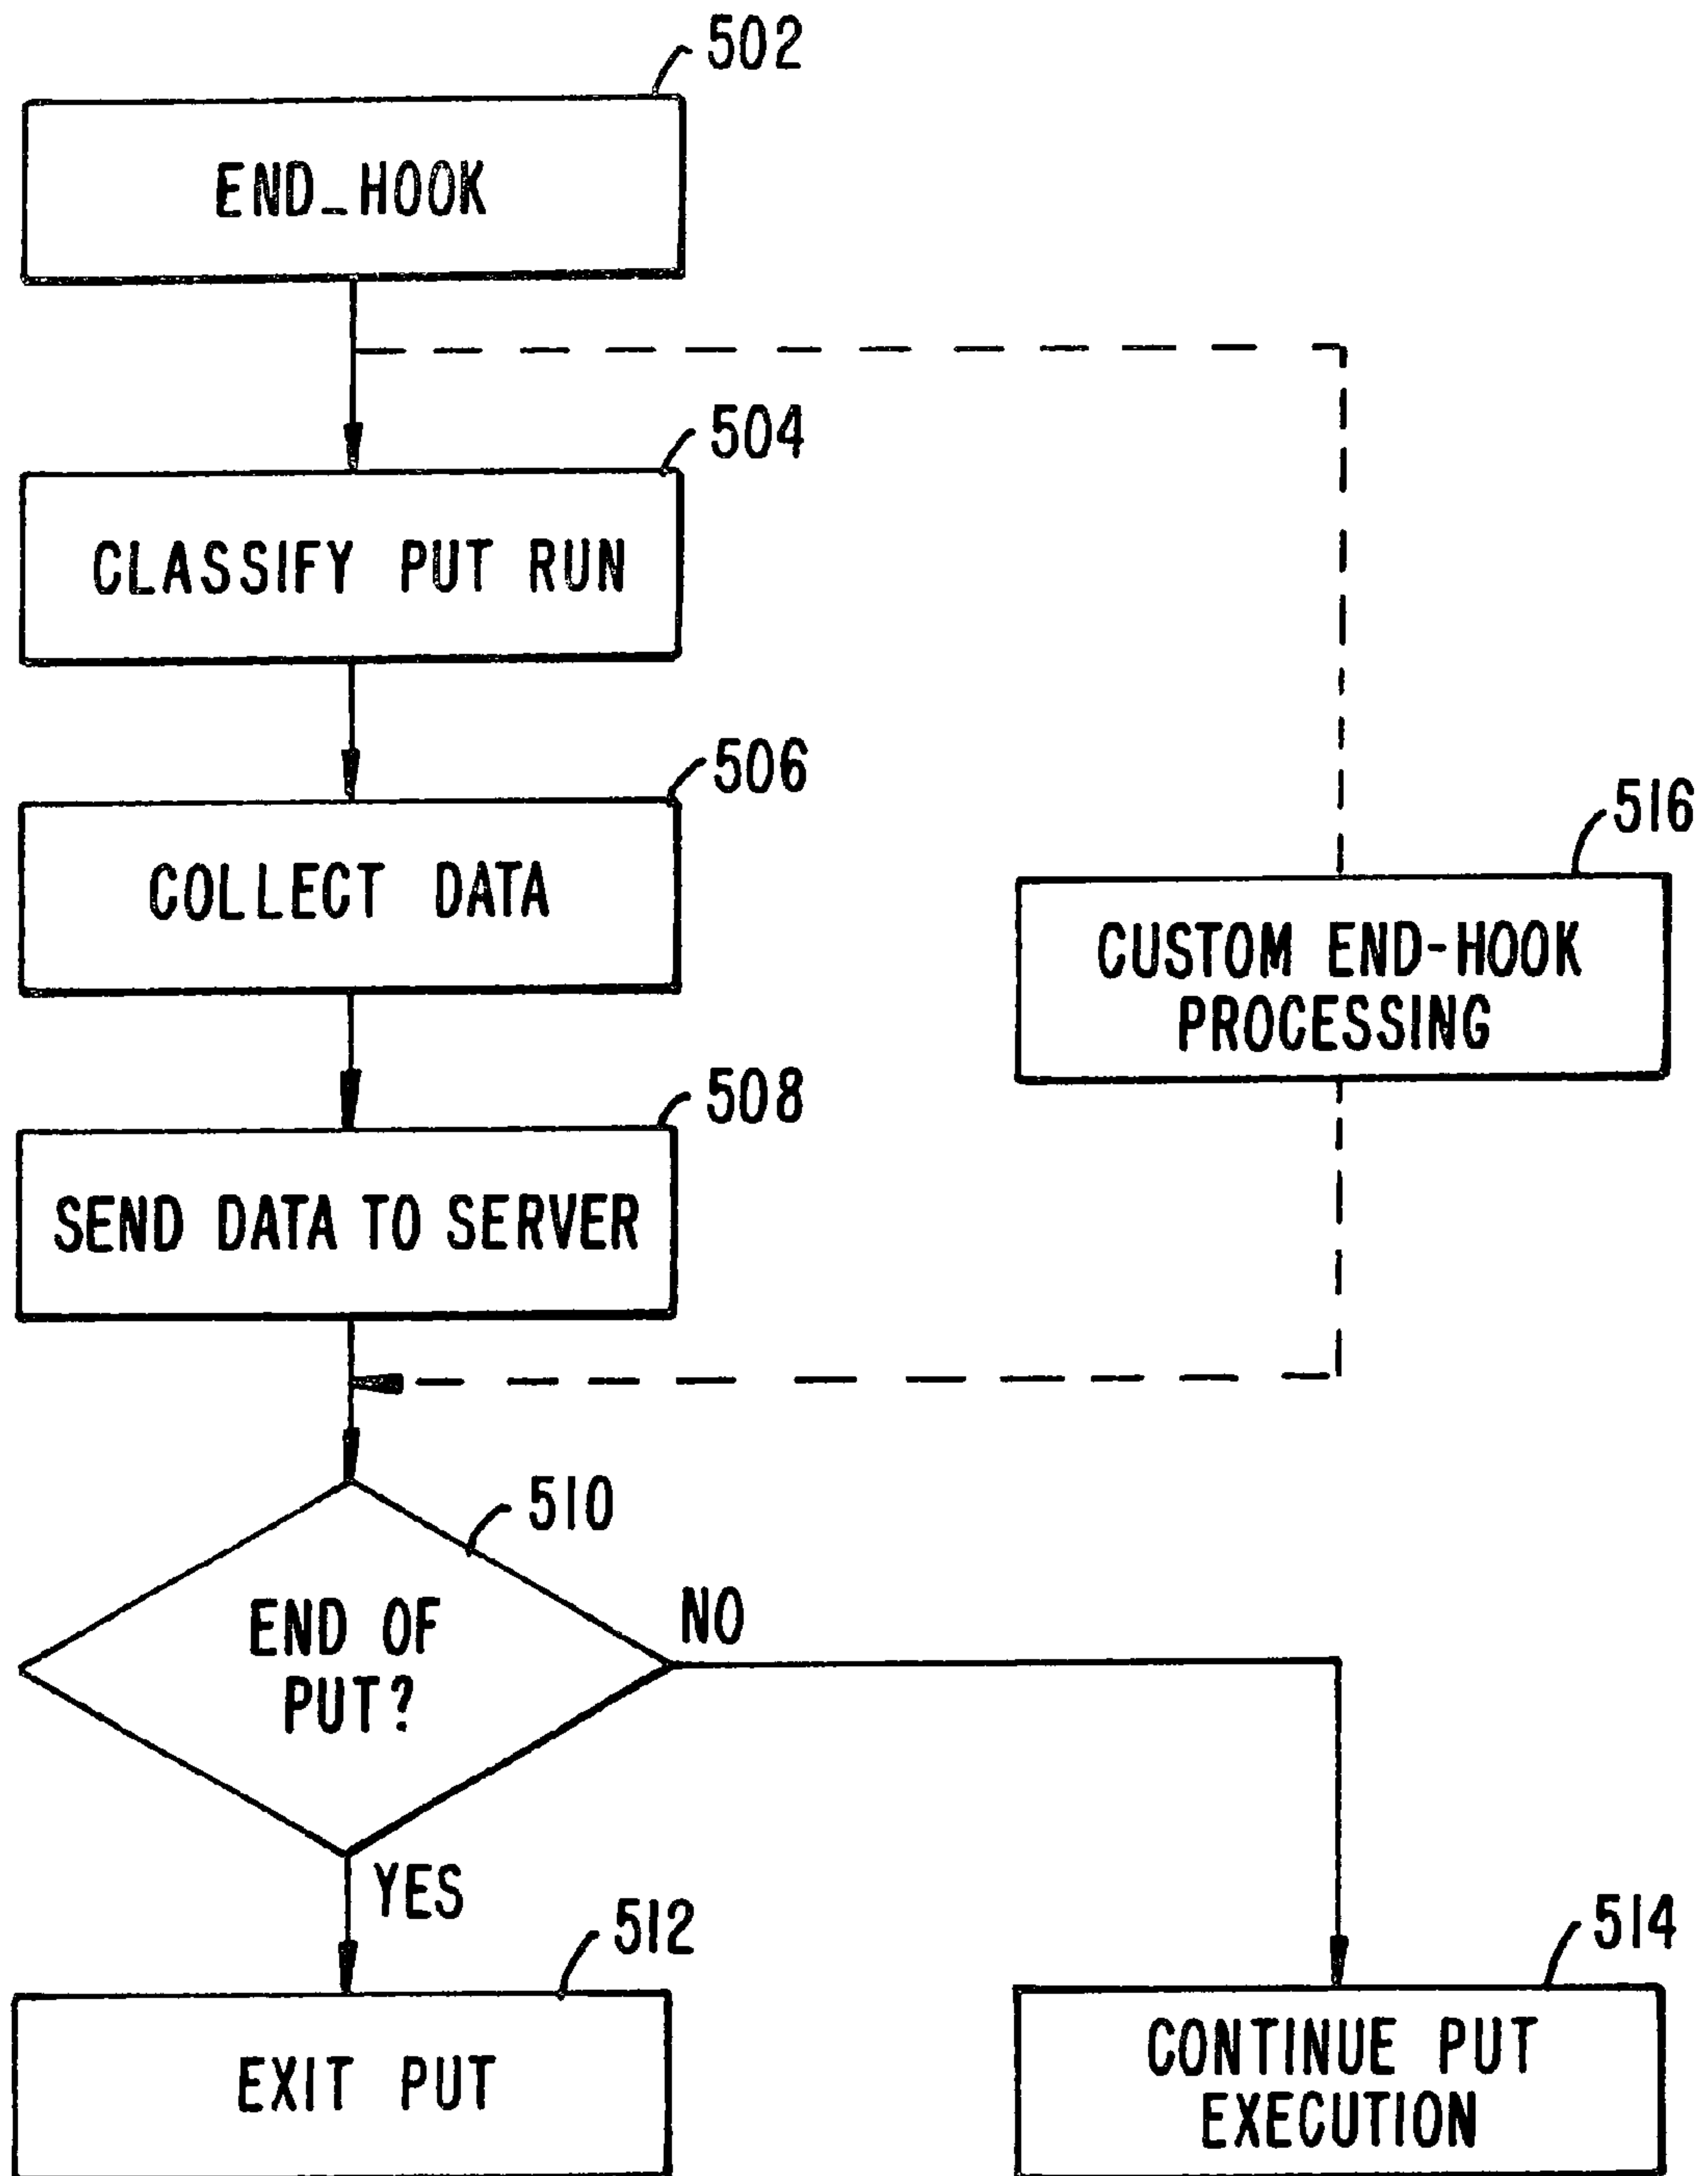 502
END_HOOK
504
CLASSIFY PUT RUN
506
COLLECT DATA
516
CUSTOM END-HOOK
PROCESSING
508
SEND DATA TO SERVER
510
END OF
PUT?
NO
YES
512
EXIT PUT
514
CONTINUE PUT
EXECUTION